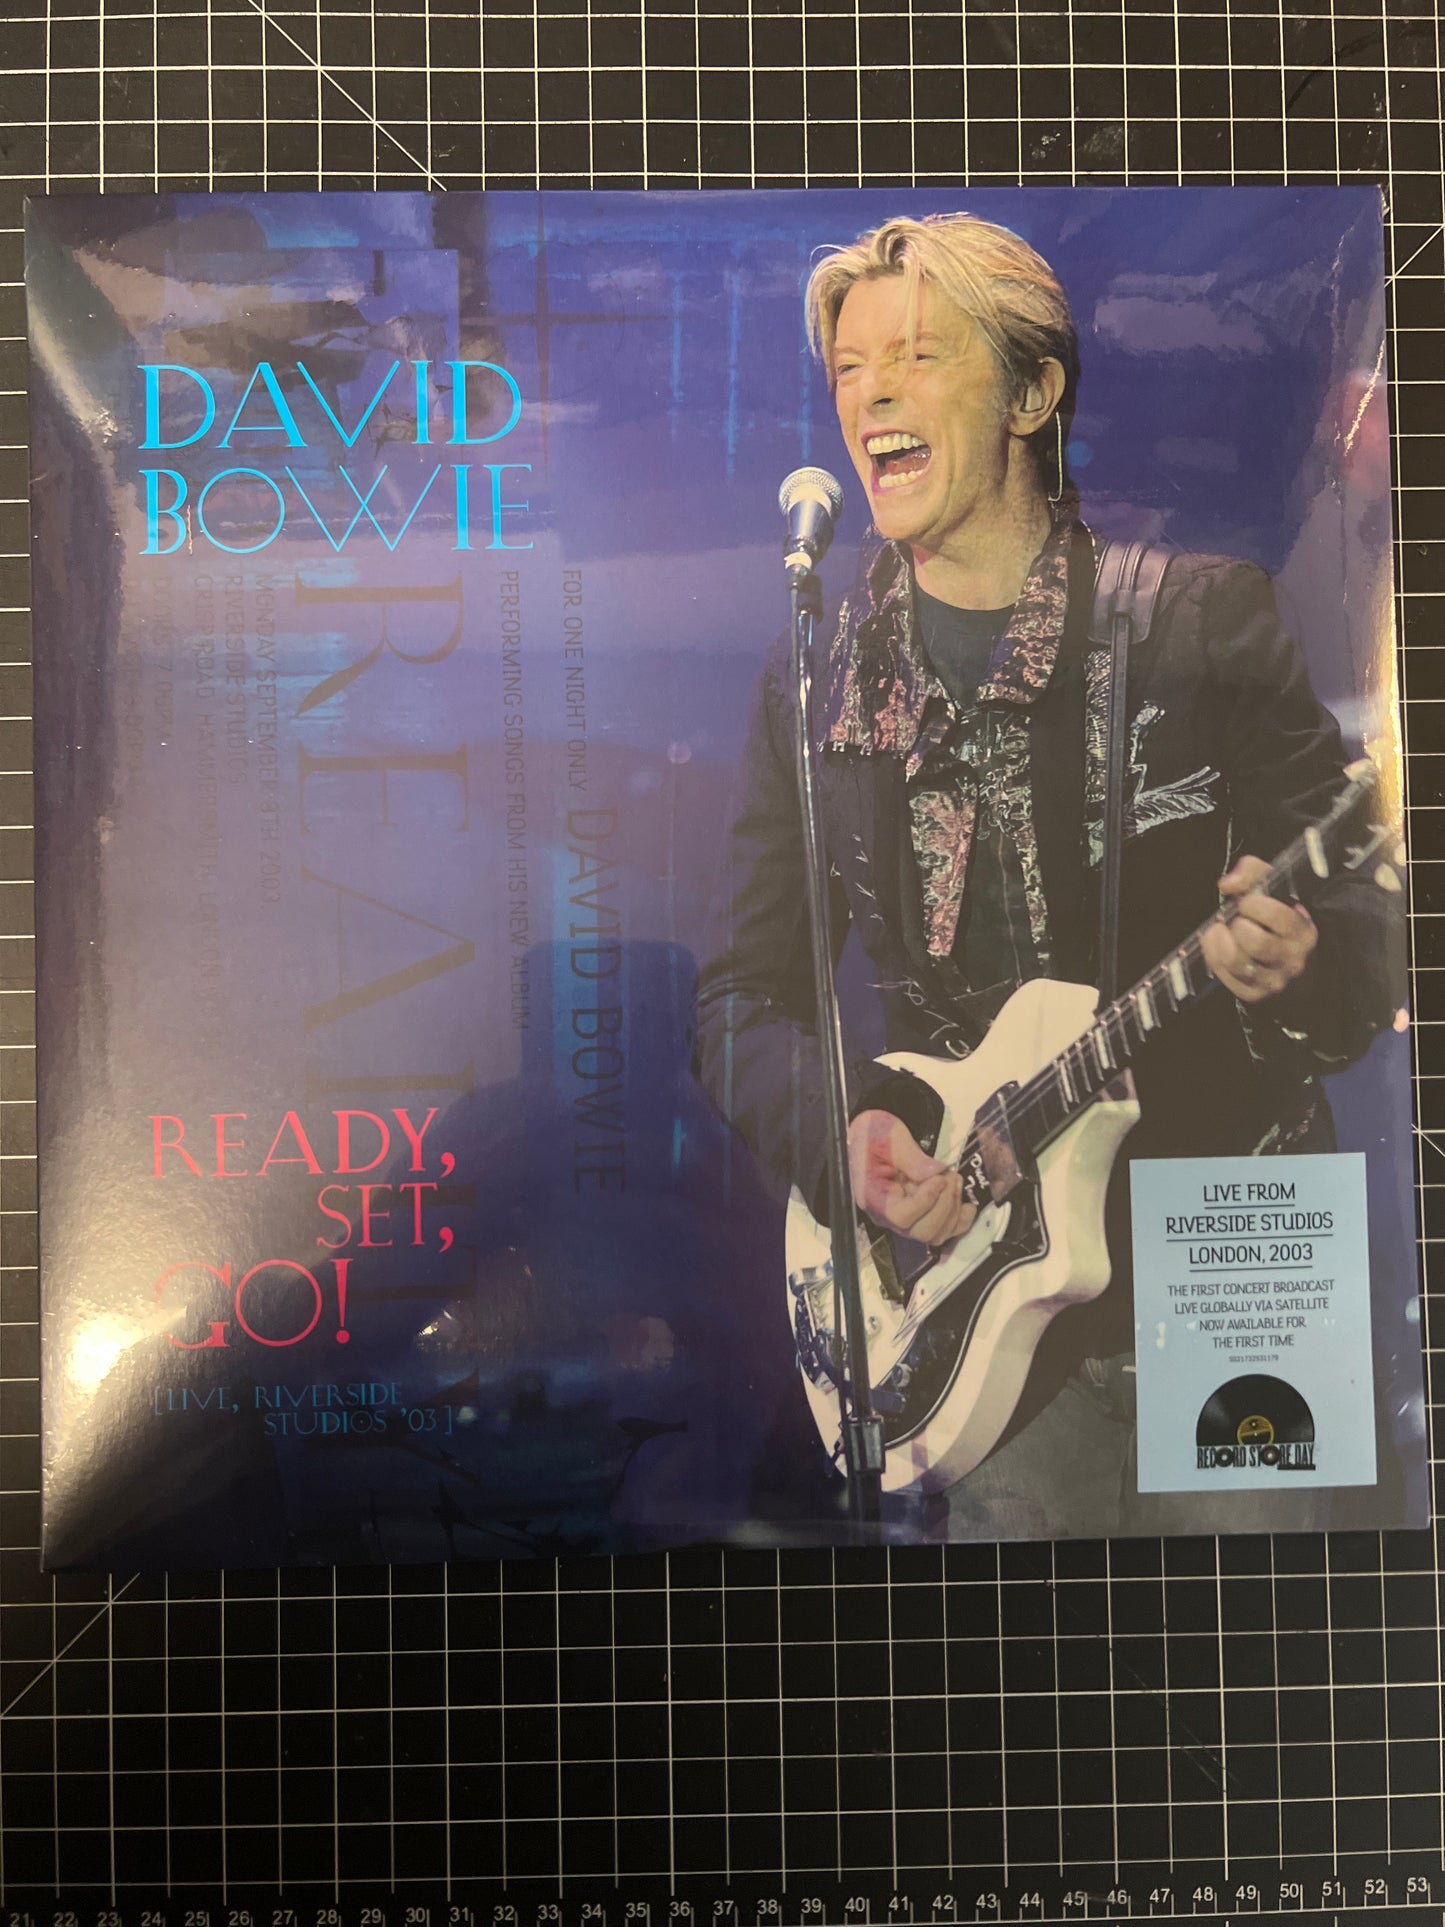 DAVID
BOWIE
FOR ONE NIGHT ONLY DAVID BOWIE
PERFORMING SONGS FROM HIS NEW ALBUM
REALITY
MONDAY SEPTEMBER 8TH 2003
RIVERSIDE STUDIOS
CRISP ROAD HAMMERSMITH LONDON
DOORS 7.00PM
READY,
SET,
GO!
[LIVE, RIVERSIDE
STUDIOS '03]
LIVE FROM
RIVERSIDE STUDIOS
LONDON, 2003
THE FIRST CONCERT BROADCAST
LIVE GLOBALLY VIA SATELLITE
NOW AVAILABLE FOR
THE FIRST TIME
5021732631179
RECORD STORE DAY
21 22 23 24 25 26 27 28 29 30 31 32 33 34 35 36 37 38 39 40 41 42 43 44 45 46 47 48 49 50 51 52 53